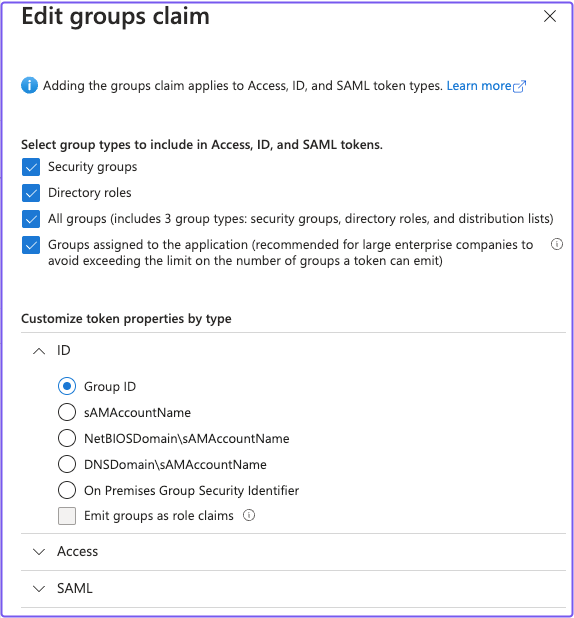 Edit groups claim
Adding the groups claim applies to Access, ID, and SAML token types. Learn more
Select group types to include in Access, ID, and SAML tokens.
Security groups
Directory roles
All groups (includes 3 group types: security groups, directory roles, and distribution lists)
Groups assigned to the application (recommended for large enterprise companies to
avoid exceeding the limit on the number of groups a token can emit)
Customize token properties by type
ID
Group ID
sAMAccountName
NetBIOSDomain\sAMAccountName
DNSDomain\sAMAccountName
On Premises Group Security Identifier
Emit groups as role claims
Access
SAML